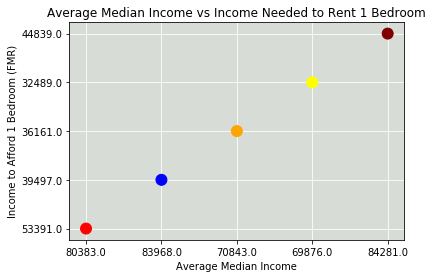 Average Median Income vs Income Needed to Rent 1 Bedroom
Income to Afford 1 Bedroom (FMR)
44839.0
32489.0
36161.0
39497.0
53391.0
80383.0 83968.0 70843.0 69876.0 84281.0
Average Median Income